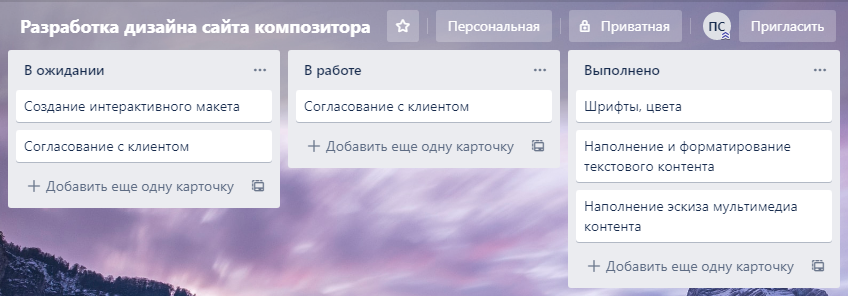 Разработка дизайна сайта композитора
Персональная
Приватная
ПС
Пригласить
В ожидании
Создание интерактивного макета
Согласование с клиентом
Добавить еще одну карточку
В работе
Согласование с клиентом
Добавить еще одну карточку
Выполнено
Шрифты, цвета
Наполнение и форматирование
текстового контента
Наполнение эскиза мультимедиа
контента
Добавить еще одну карточку